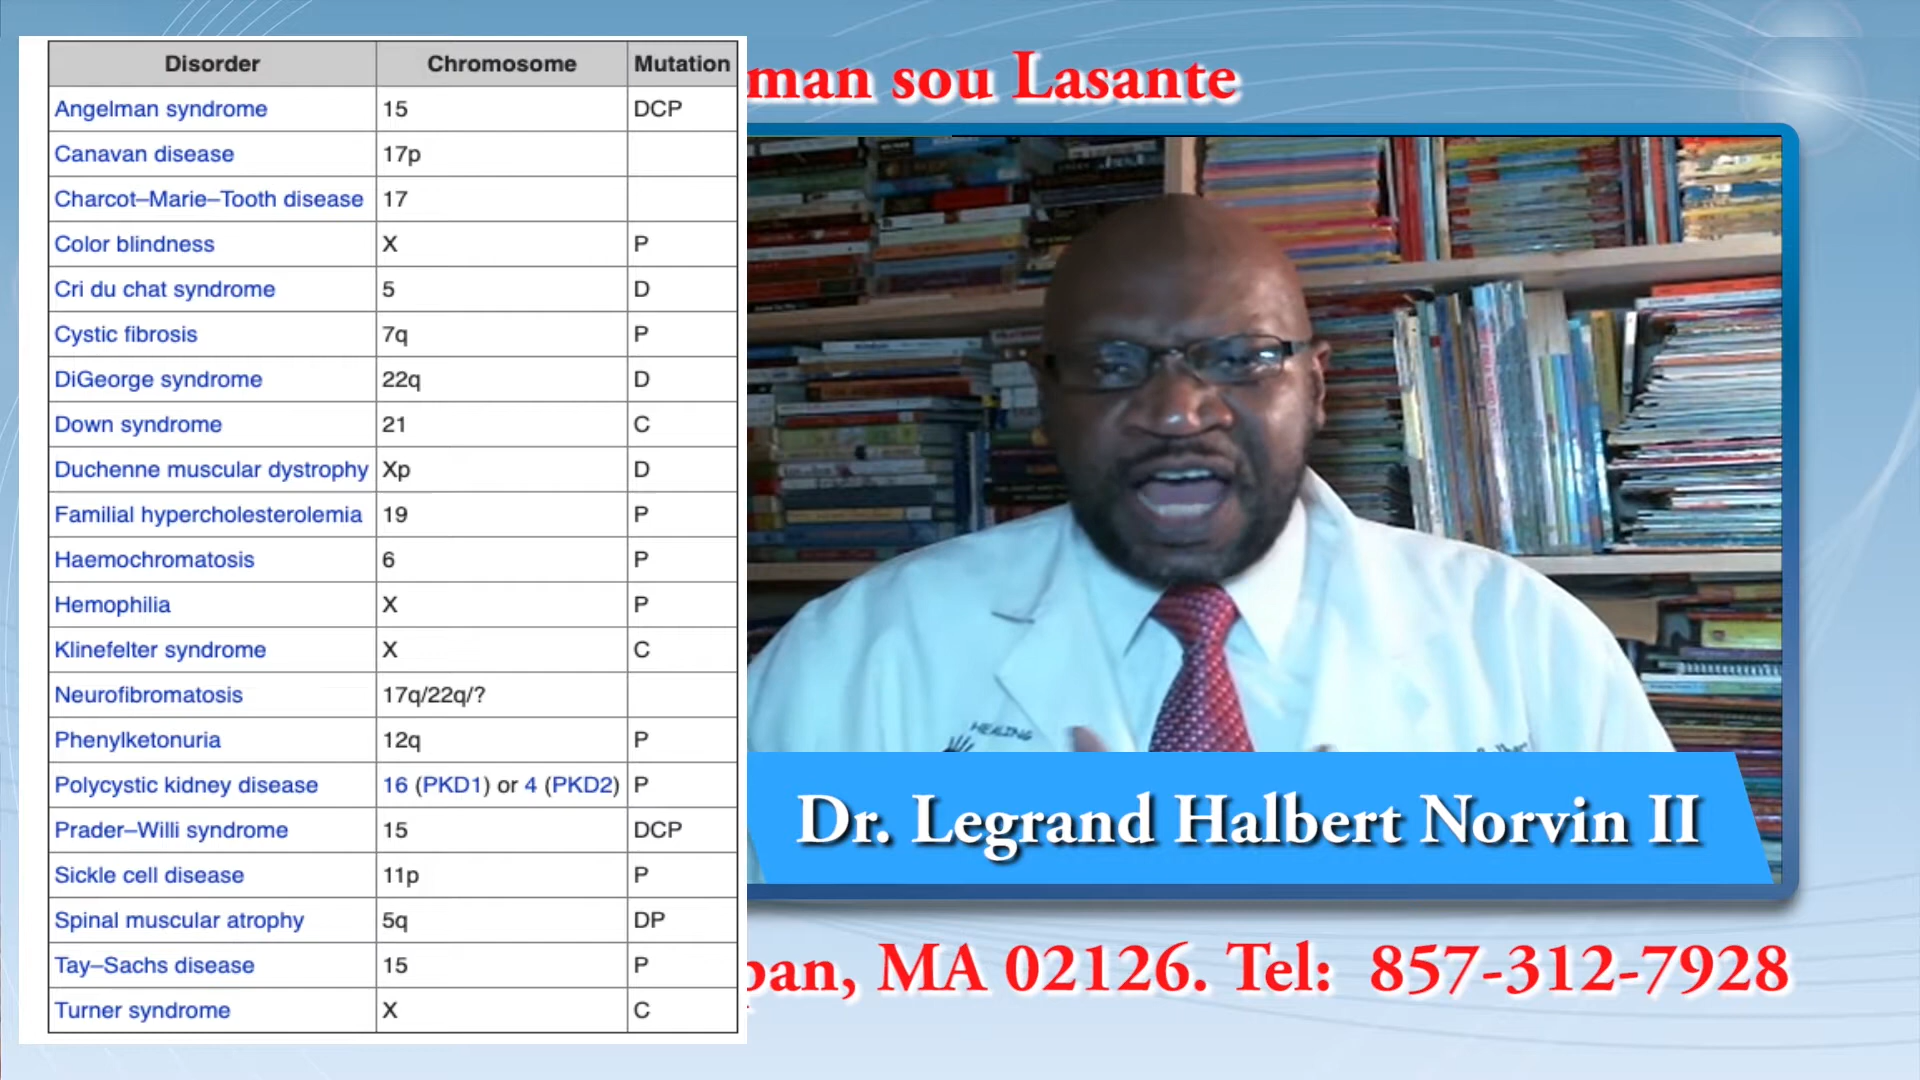 Disorder Chromosome Mutation
Angelman syndrome 15 DCP
Canavan disease 17p
Charcot–Marie–Tooth disease 17
Color blindness X P
Cri du chat syndrome 5 D
Cystic fibrosis 7q P
DiGeorge syndrome 22q D
Down syndrome 21 C
Duchenne muscular dystrophy Xp D
Familial hypercholesterolemia 19 P
Haemochromatosis 6 P
Hemophilia X P
Klinefelter syndrome X C
Neurofibromatosis 17q/22q/?
Phenylketonuria 12q P
Polycystic kidney disease 16 (PKD1) or 4 (PKD2) P
Prader–Willi syndrome 15 DCP
Sickle cell disease 11p P
Spinal muscular atrophy 5q DP
Tay–Sachs disease 15 P
Turner syndrome X C
man sou Lasante
HEALING
Dr. Legrand Halbert Norvin II
pan, MA 02126. Tel: 857-312-7928